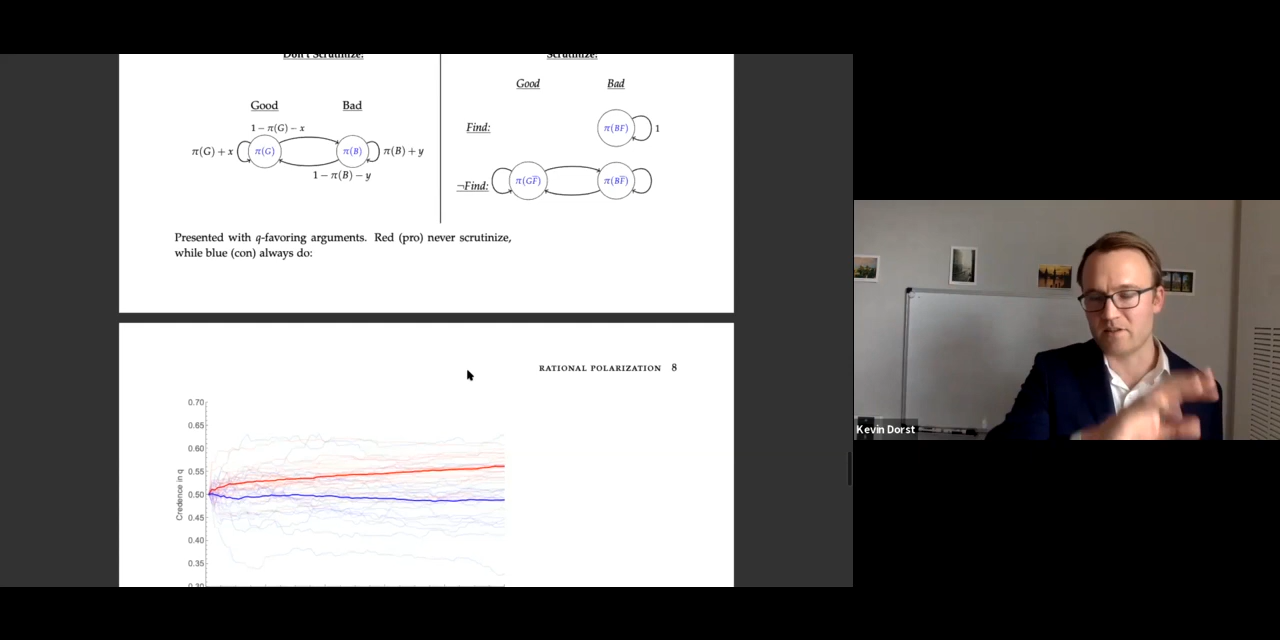 Don't Scrutinize:
Scrutinize:
Good Bad
Good Bad
1 − π(G) − x
π(G) + x π(G) π(B) π(B) + y
1 − π(B) − y
Find: π(BF) 1
¬Find: π(GF̅) π(BF̅)
Presented with q-favoring arguments. Red (pro) never scrutinize,
while blue (con) always do:
RATIONAL POLARIZATION 8
0.70
0.65
0.60
0.55
0.50
0.45
0.40
0.35
0.30
Credence in q
Kevin Dorst